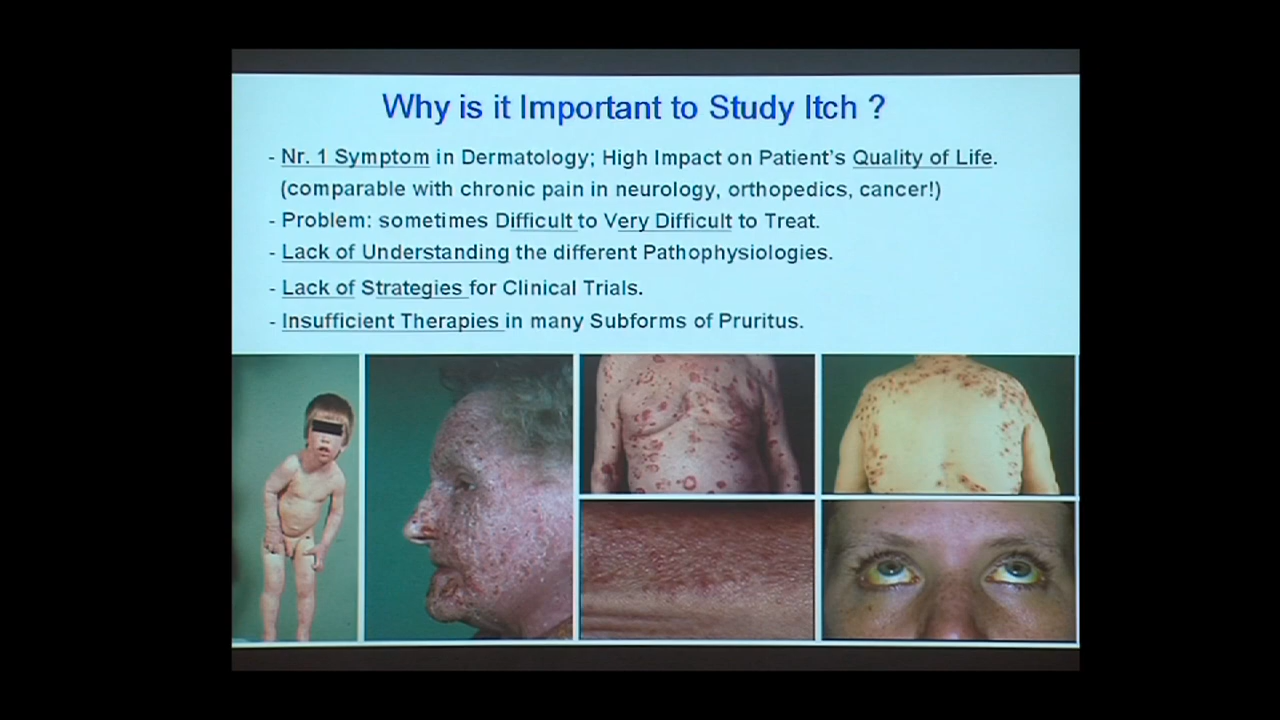 Why is it Important to Study Itch ?
- Nr. 1 Symptom in Dermatology; High Impact on Patient's Quality of Life.
(comparable with chronic pain in neurology, orthopedics, cancer!)
- Problem: sometimes Difficult to Very Difficult to Treat.
- Lack of Understanding the different Pathophysiologies.
- Lack of Strategies for Clinical Trials.
- Insufficient Therapies in many Subforms of Pruritus.